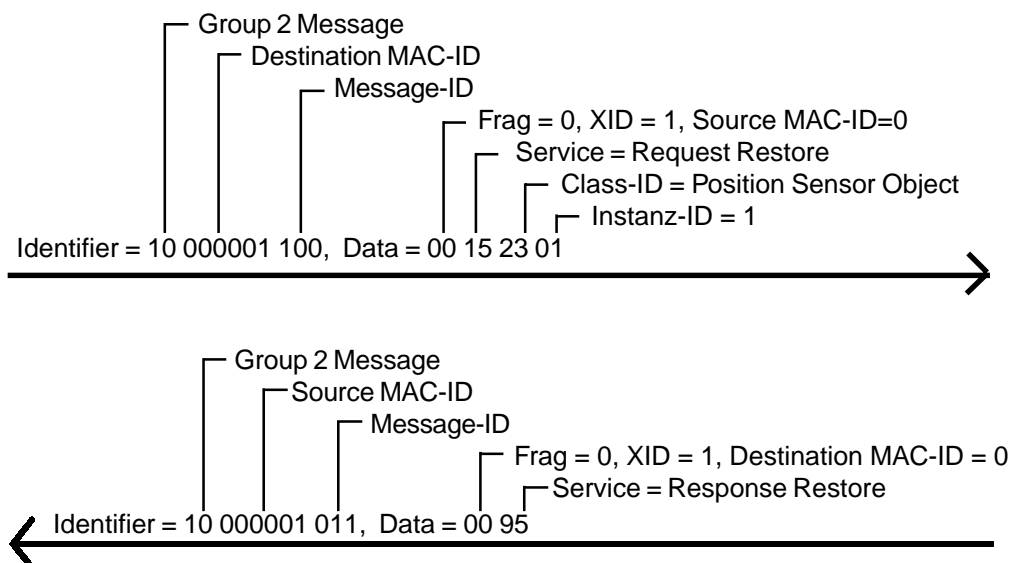 Group 2 Message
Destination MAC-ID
Message-ID
Frag = 0, XID = 1, Source MAC-ID=0
Service = Request Restore
Class-ID = Position Sensor Object
Instanz-ID = 1
Identifier = 10 000001 100, Data = 00 15 23 01
Group 2 Message
Source MAC-ID
Message-ID
Frag = 0, XID = 1, Destination MAC-ID = 0
Service = Response Restore
Identifier = 10 000001 011, Data = 00 95